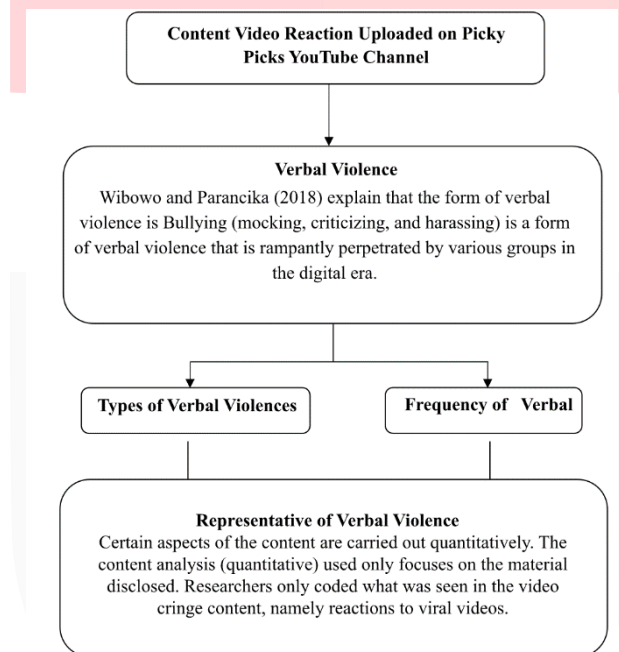 Content Video Reaction Uploaded on Picky
Picks YouTube Channel
Verbal Violence
Wibowo and Parancika (2018) explain that the form of verbal
violence is Bullying (mocking, criticizing, and harassing) is a form
of verbal violence that is rampantly perpetrated by various groups in
the digital era.
Types of Verbal Violences
Frequency of Verbal
Representative of Verbal Violence
Certain aspects of the content are carried out quantitatively. The
content analysis (quantitative) used only focuses on the material
disclosed. Researchers only coded what was seen in the video
cringe content, namely reactions to viral videos.